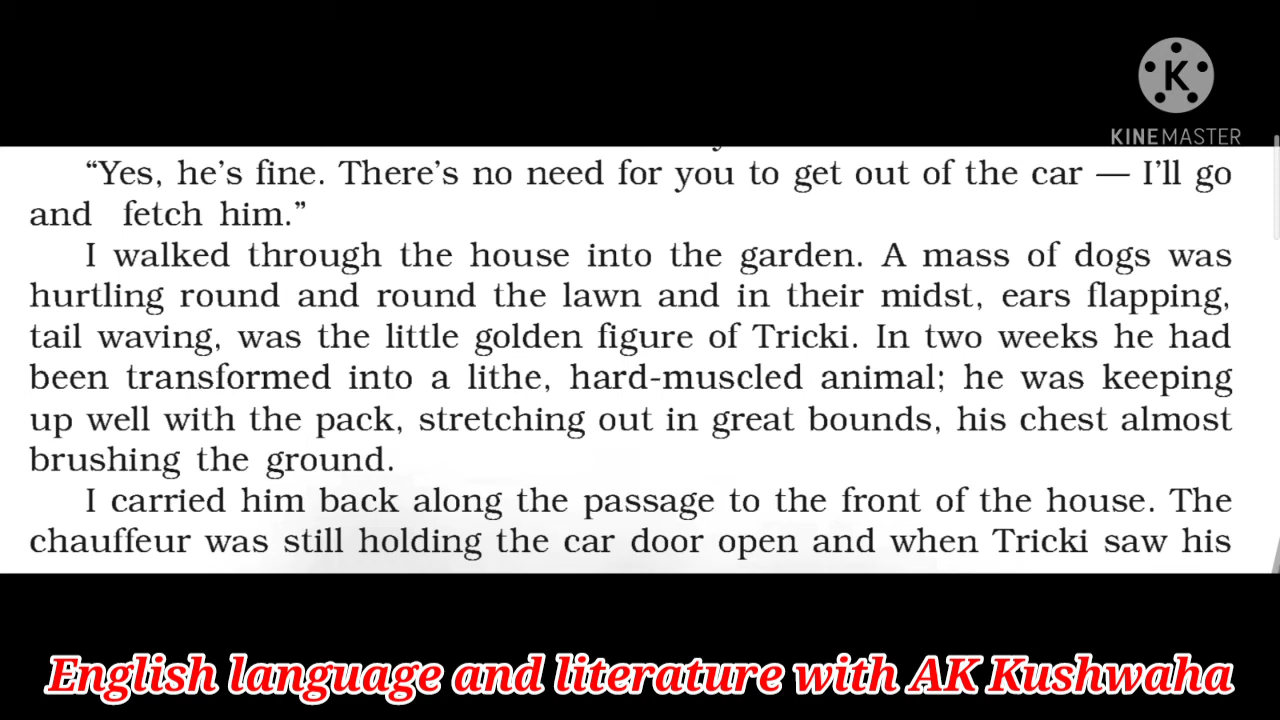 KINEMASTER
“Yes, he’s fine. There’s no need for you to get out of the car — I’ll go
and fetch him.”
I walked through the house into the garden. A mass of dogs was
hurtling round and round the lawn and in their midst, ears flapping,
tail waving, was the little golden figure of Tricki. In two weeks he had
been transformed into a lithe, hard-muscled animal; he was keeping
up well with the pack, stretching out in great bounds, his chest almost
brushing the ground.
I carried him back along the passage to the front of the house. The
chauffeur was still holding the car door open and when Tricki saw his
English language and literature with AK Kushwaha